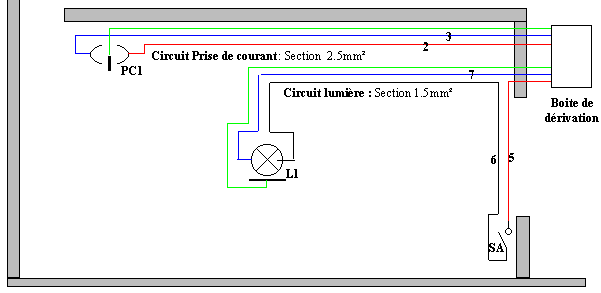 3
2
PC1
Circuit Prise de courant: Section 2.5mm²
7
Circuit lumière : Section 1.5mm²
Boite de
dérivation
6
5
L1
SA